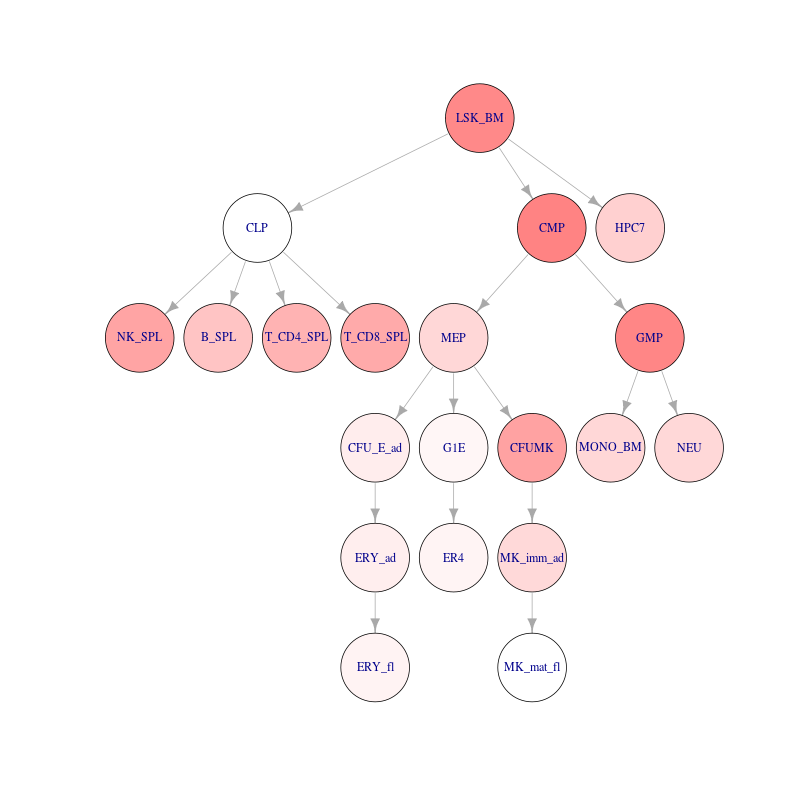 LSK_BM
CLP
CMP
HPC7
NK_SPL
B_SPL
T_CD4_SPL
T_CD8_SPL
MEP
GMP
CFU_E_ad
G1E
CFUMK
MONO_BM
NEU
ERY_ad
ER4
MK_imm_ad
ERY_fl
MK_mat_fl